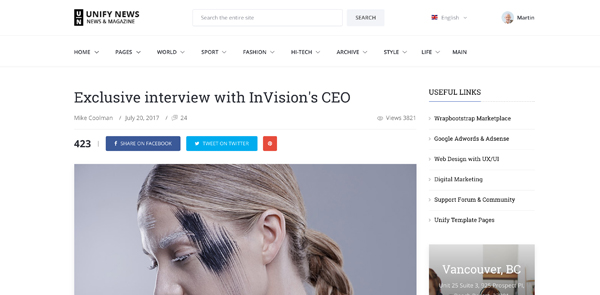 UN
UNIFY NEWS
NEWS & MAGAZINE
Search the entire site
SEARCH
English
Martin
HOME
PAGES
WORLD
SPORT
FASHION
HI-TECH
ARCHIVE
STYLE
LIFE
MAIN
Exclusive interview with InVision's CEO
Mike Coolman / July 20, 2017 / 24
Views 3821
423
SHARE ON FACEBOOK
TWEET ON TWITTER
USEFUL LINKS
Wrapbootstrap Marketplace
Google Adwords & Adsense
Web Design with UX/UI
Digital Marketing
Support Forum & Community
Unify Template Pages
Vancouver, BC
Unit 25 Suite 3, 925 Prospect Pl,